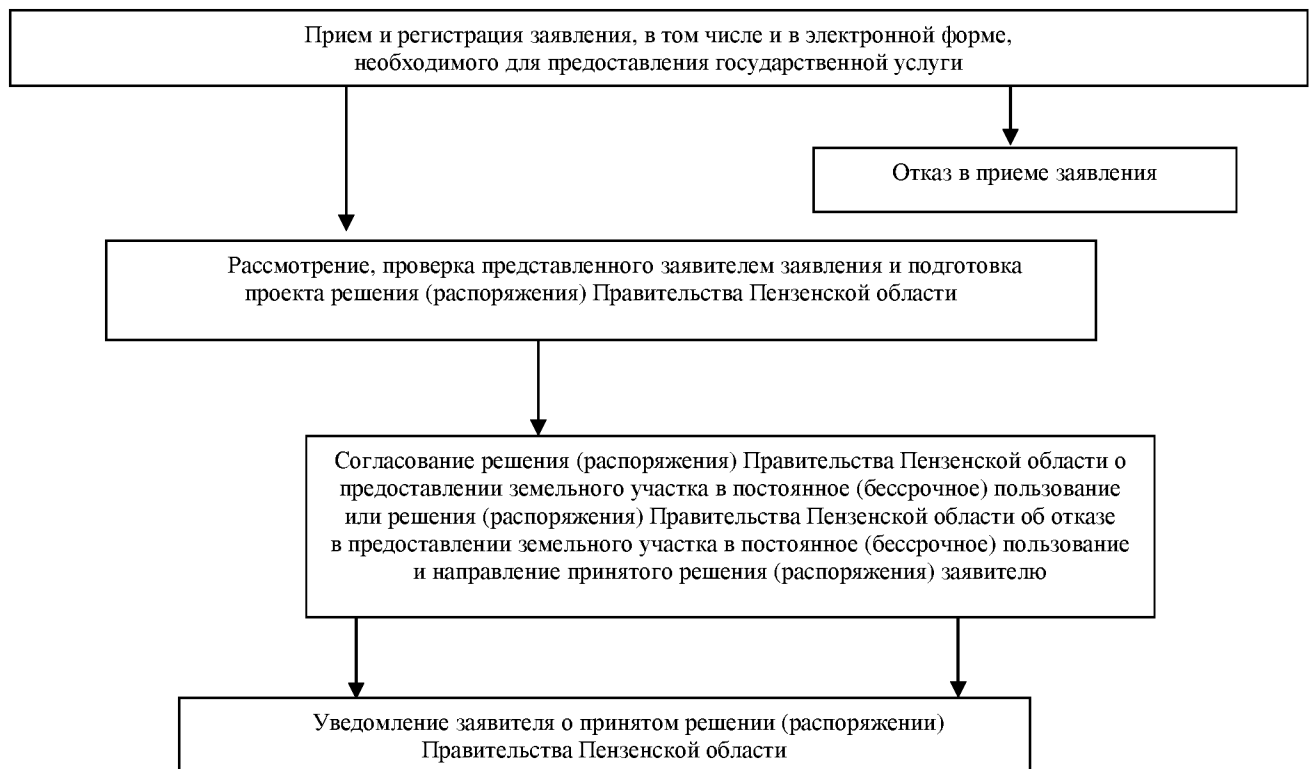 Прием и регистрация заявления, в том числе и в электронной форме,
необходимого для предоставления государственной услуги
Отказ в приеме заявления
Рассмотрение, проверка представленного заявителем заявления и подготовка
проекта решения (распоряжения) Правительства Пензенской области
Согласование решения (распоряжения) Правительства Пензенской области о
предоставлении земельного участка в постоянное (бессрочное) пользование
или решения (распоряжения) Правительства Пензенской области об отказе
в предоставлении земельного участка в постоянное (бессрочное) пользование
и направление принятого решения (распоряжения) заявителю
Уведомление заявителя о принятом решении (распоряжении)
Правительства Пензенской области